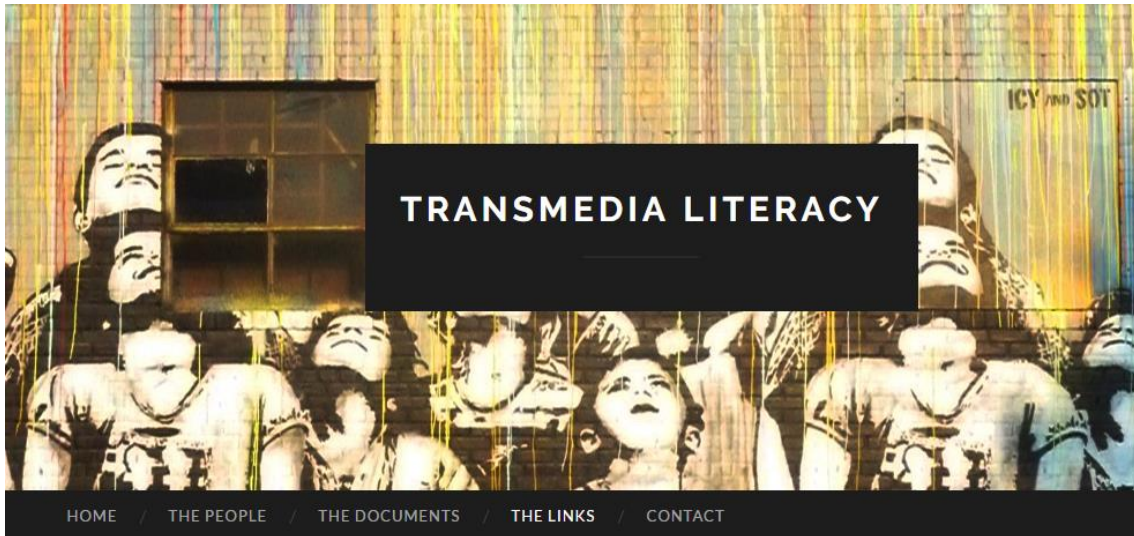 ICY AND SOT
TRANSMEDIA LITERACY
HOME / THE PEOPLE / THE DOCUMENTS / THE LINKS / CONTACT